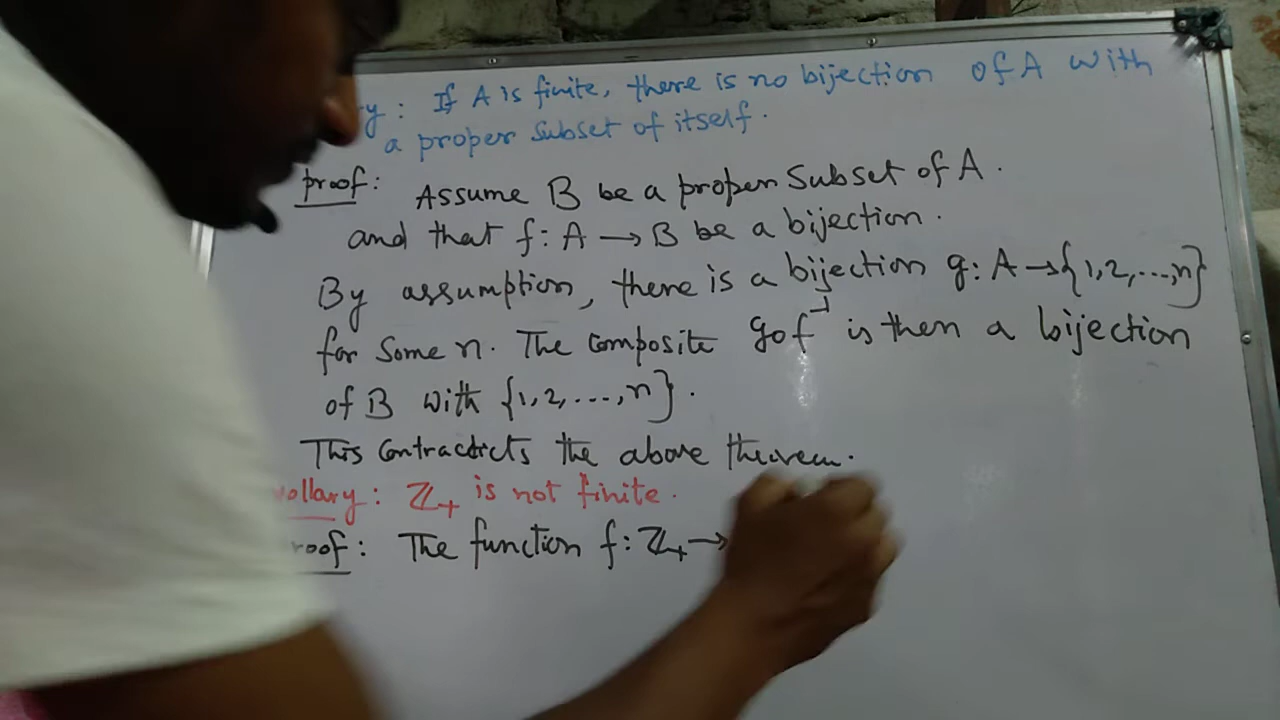 y : If A is finite, there is no bijection of A with
a proper subset of itself.
proof: Assume B be a proper subset of A.
and that f: A → B be a bijection.
By assumption, there is a bijection g: A → {1,2,...,n}
for some n. The composite gof⁻¹ is then a bijection
of B with {1,2,...,n}.
This contradicts the above theorem.
ollary: ℤ₊ is not finite.
roof: The function f: ℤ₊ →